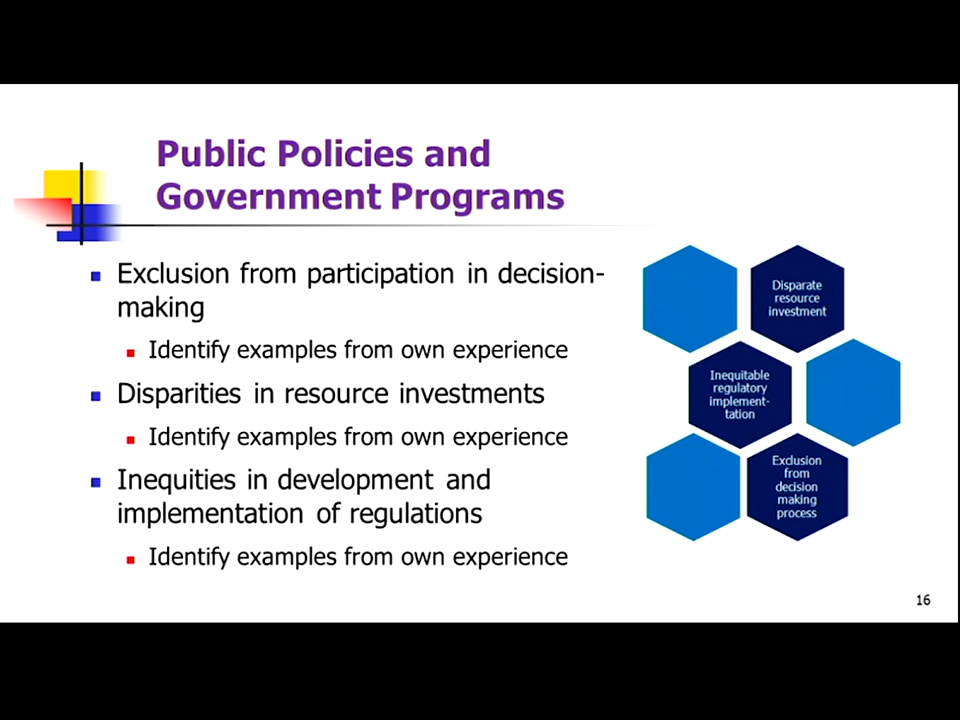 Public Policies and
Government Programs
Exclusion from participation in decision-
making
Identify examples from own experience
Disparities in resource investments
Identify examples from own experience
Inequities in development and
implementation of regulations
Identify examples from own experience
Disparate
resource
investment
Inequitable
regulatory
implement-
tation
Exclusion
from
decision
making
process
16